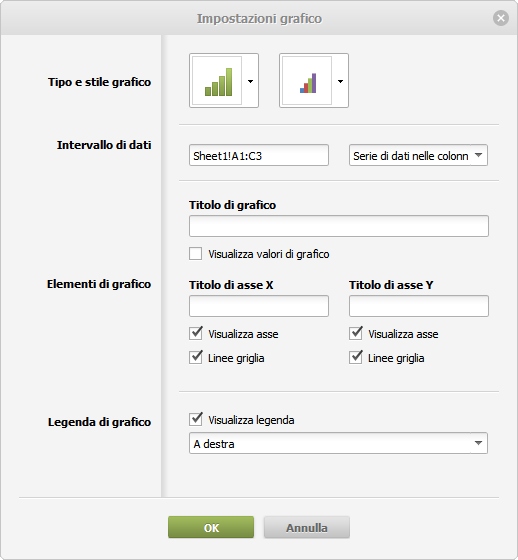 Impostazioni grafico
Tipo e stile grafico
Intervallo di dati
Sheet1!A1:C3
Serie di dati nelle colonn
Titolo di grafico
Visualizza valori di grafico
Elementi di grafico
Titolo di asse X
Titolo di asse Y
Visualizza asse
Visualizza asse
Linee griglia
Linee griglia
Legenda di grafico
Visualizza legenda
A destra
OK
Annulla